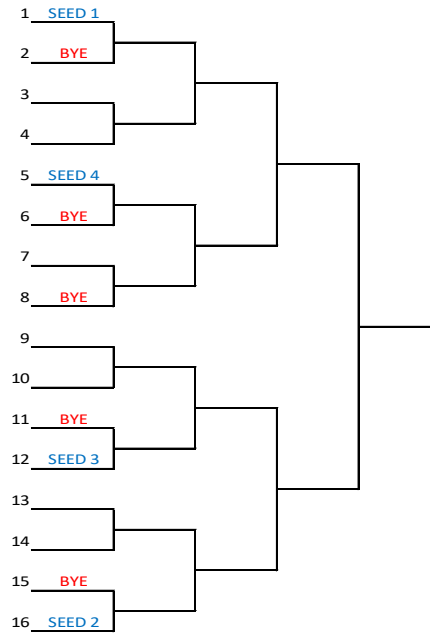 1 SEED 1
2 BYE
3
4
5 SEED 4
6 BYE
7
8 BYE
9
10
11 BYE
12 SEED 3
13
14
15 BYE
16 SEED 2